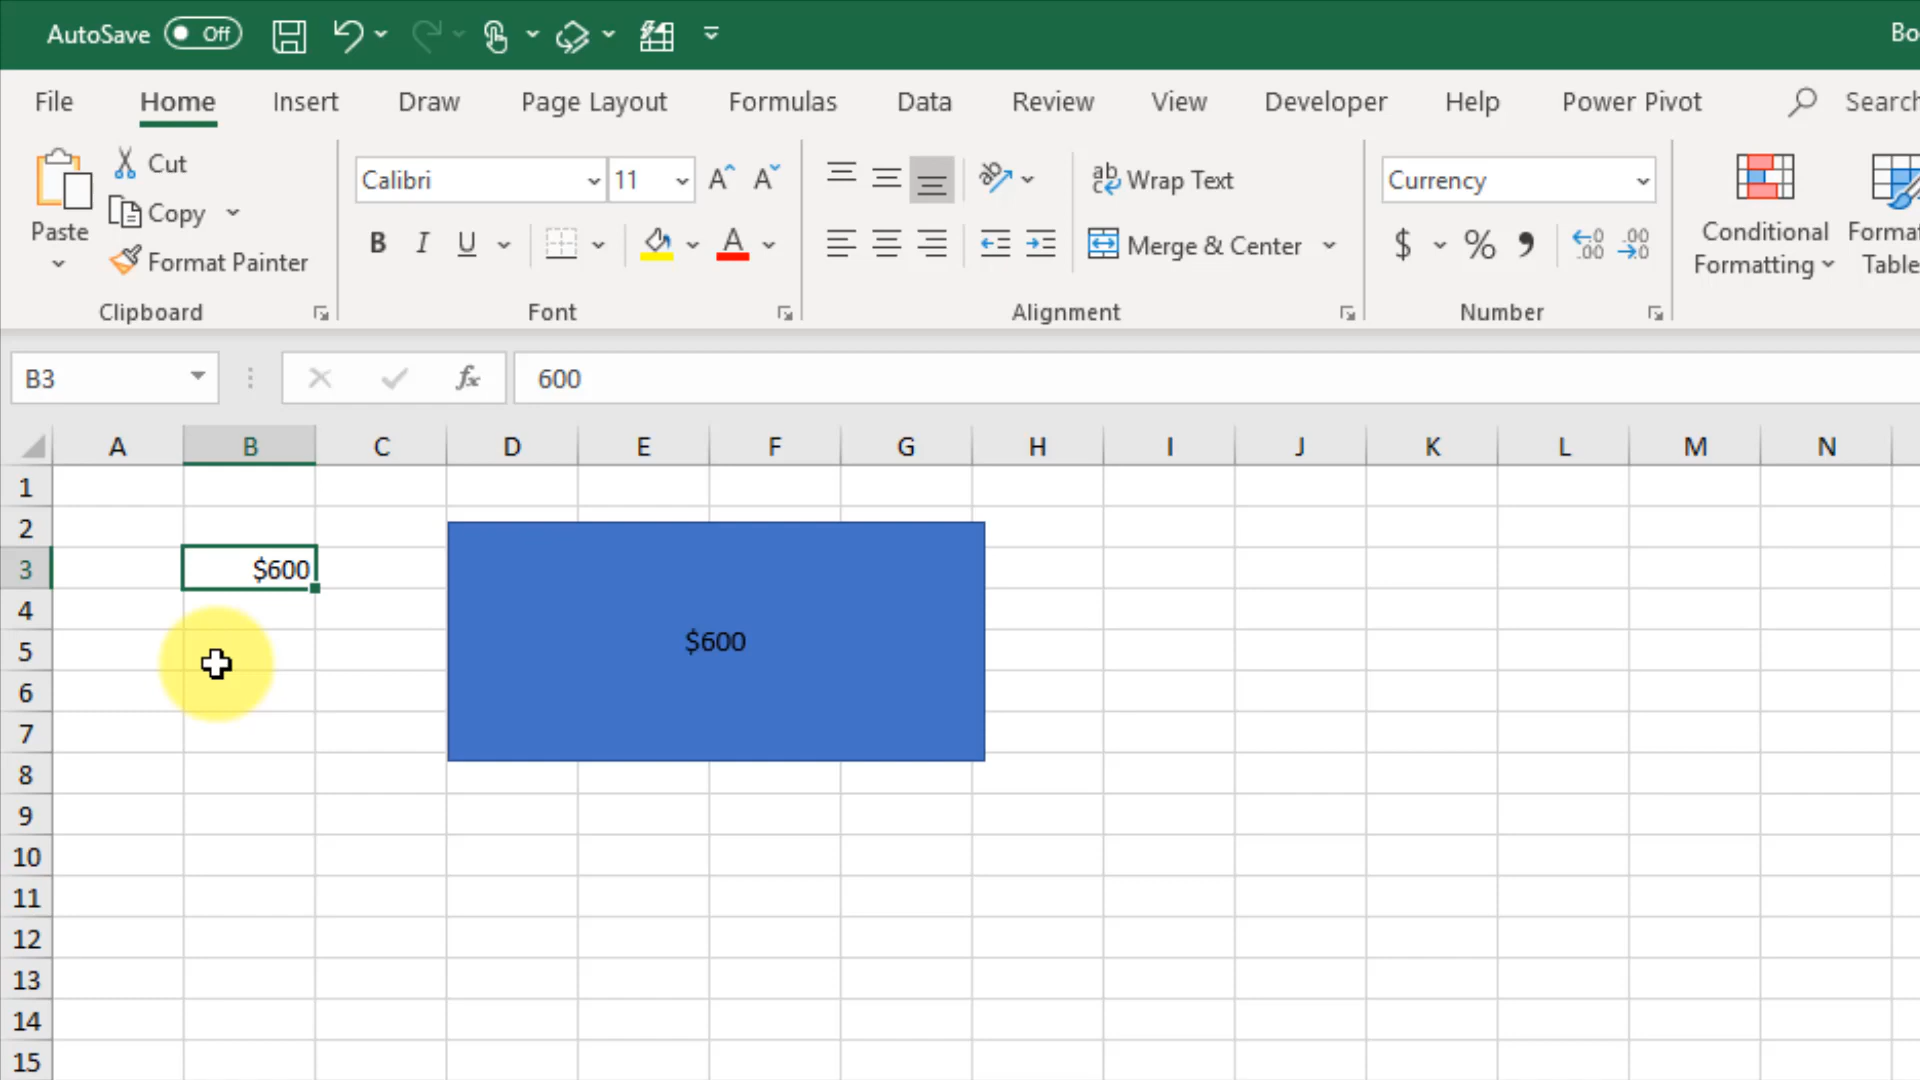 AutoSave Off Bo
File Home Insert Draw Page Layout Formulas Data Review View Developer Help Power Pivot Search
Paste
Cut
Copy
Format Painter
Clipboard
Calibri 11
B I U
Font
Wrap Text
Merge & Center
Alignment
Currency
$ %
Number
Conditional
Formatting
Forma
Table
B3 fx 600
A B C D E F G H I J K L M N
1
2
3 $600
4
$600
5
6
7
8
9
10
11
12
13
14
15